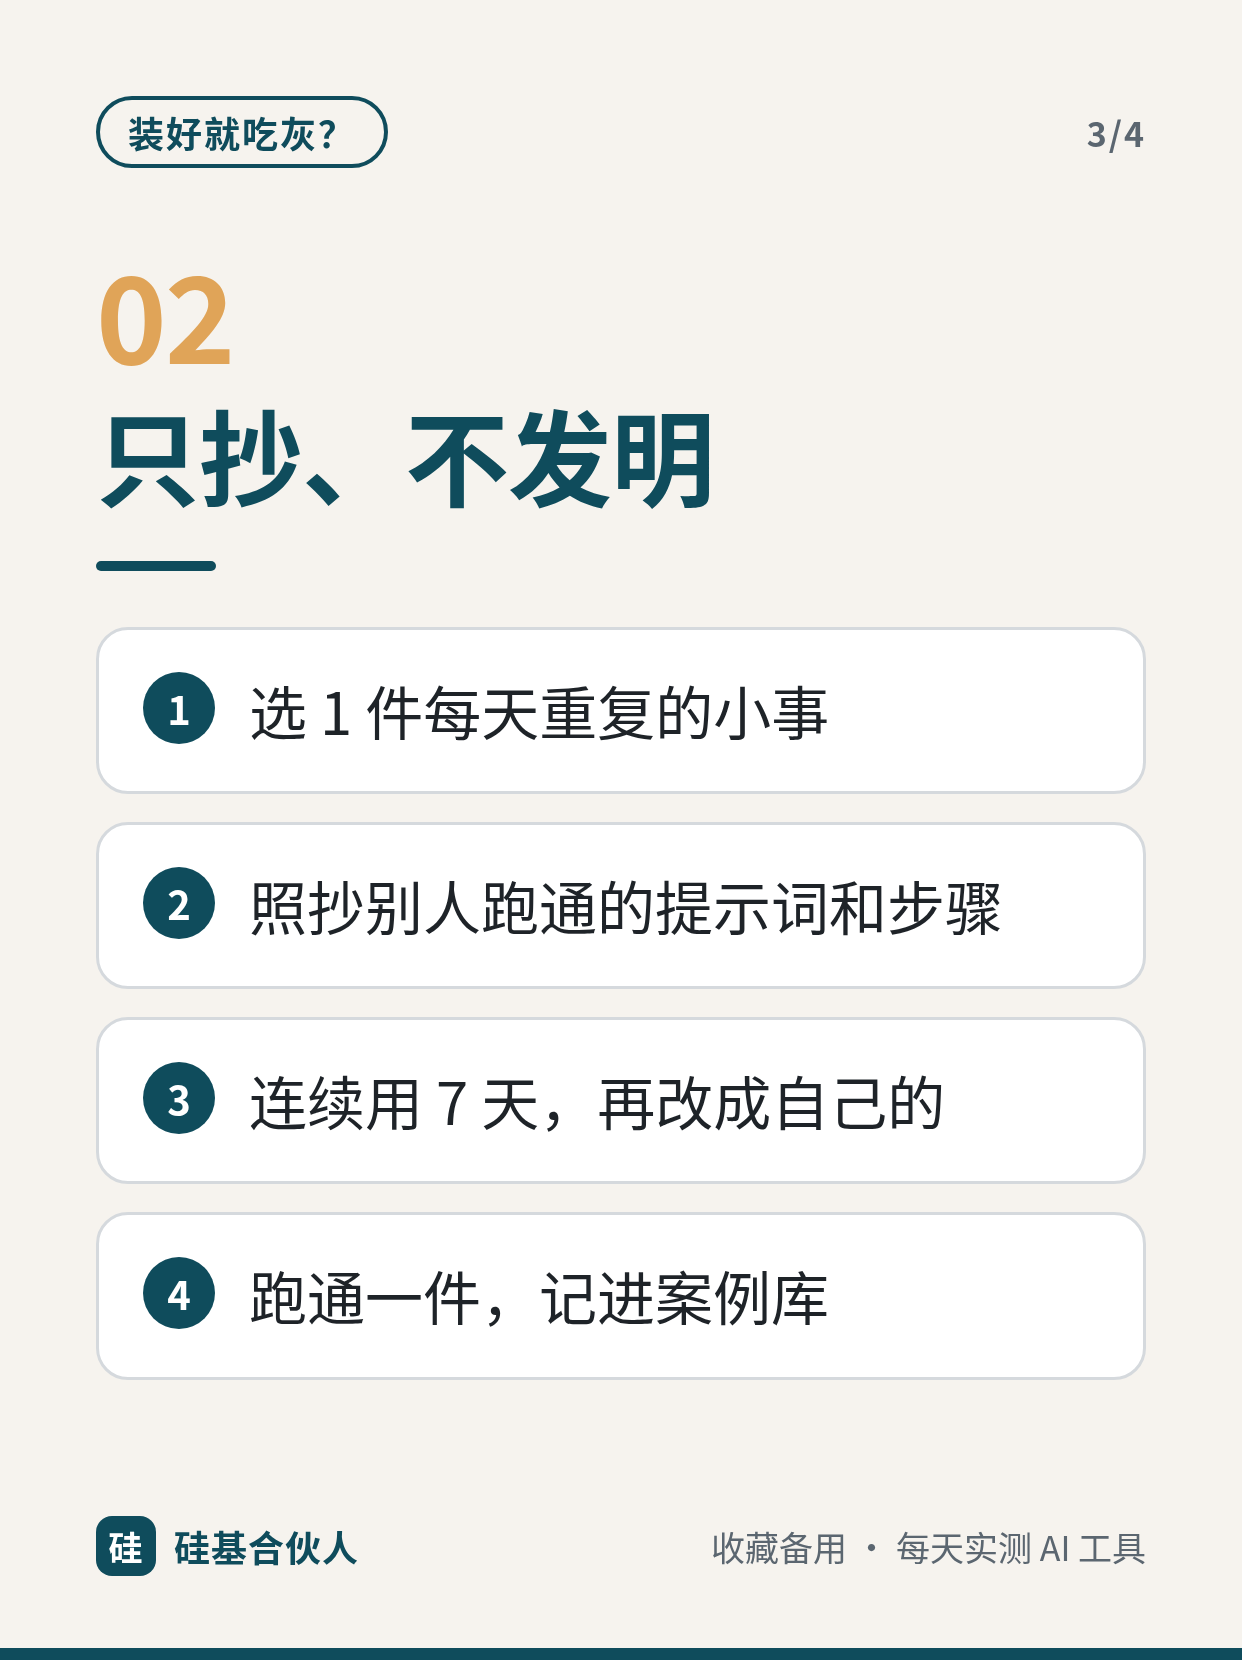 装好就吃灰？
3/4
02
只抄、不发明
1 选 1 件每天重复的小事
2 照抄别人跑通的提示词和步骤
3 连续用 7 天，再改成自己的
4 跑通一件，记进案例库
硅 硅基合伙人
收藏备用 · 每天实测 AI 工具